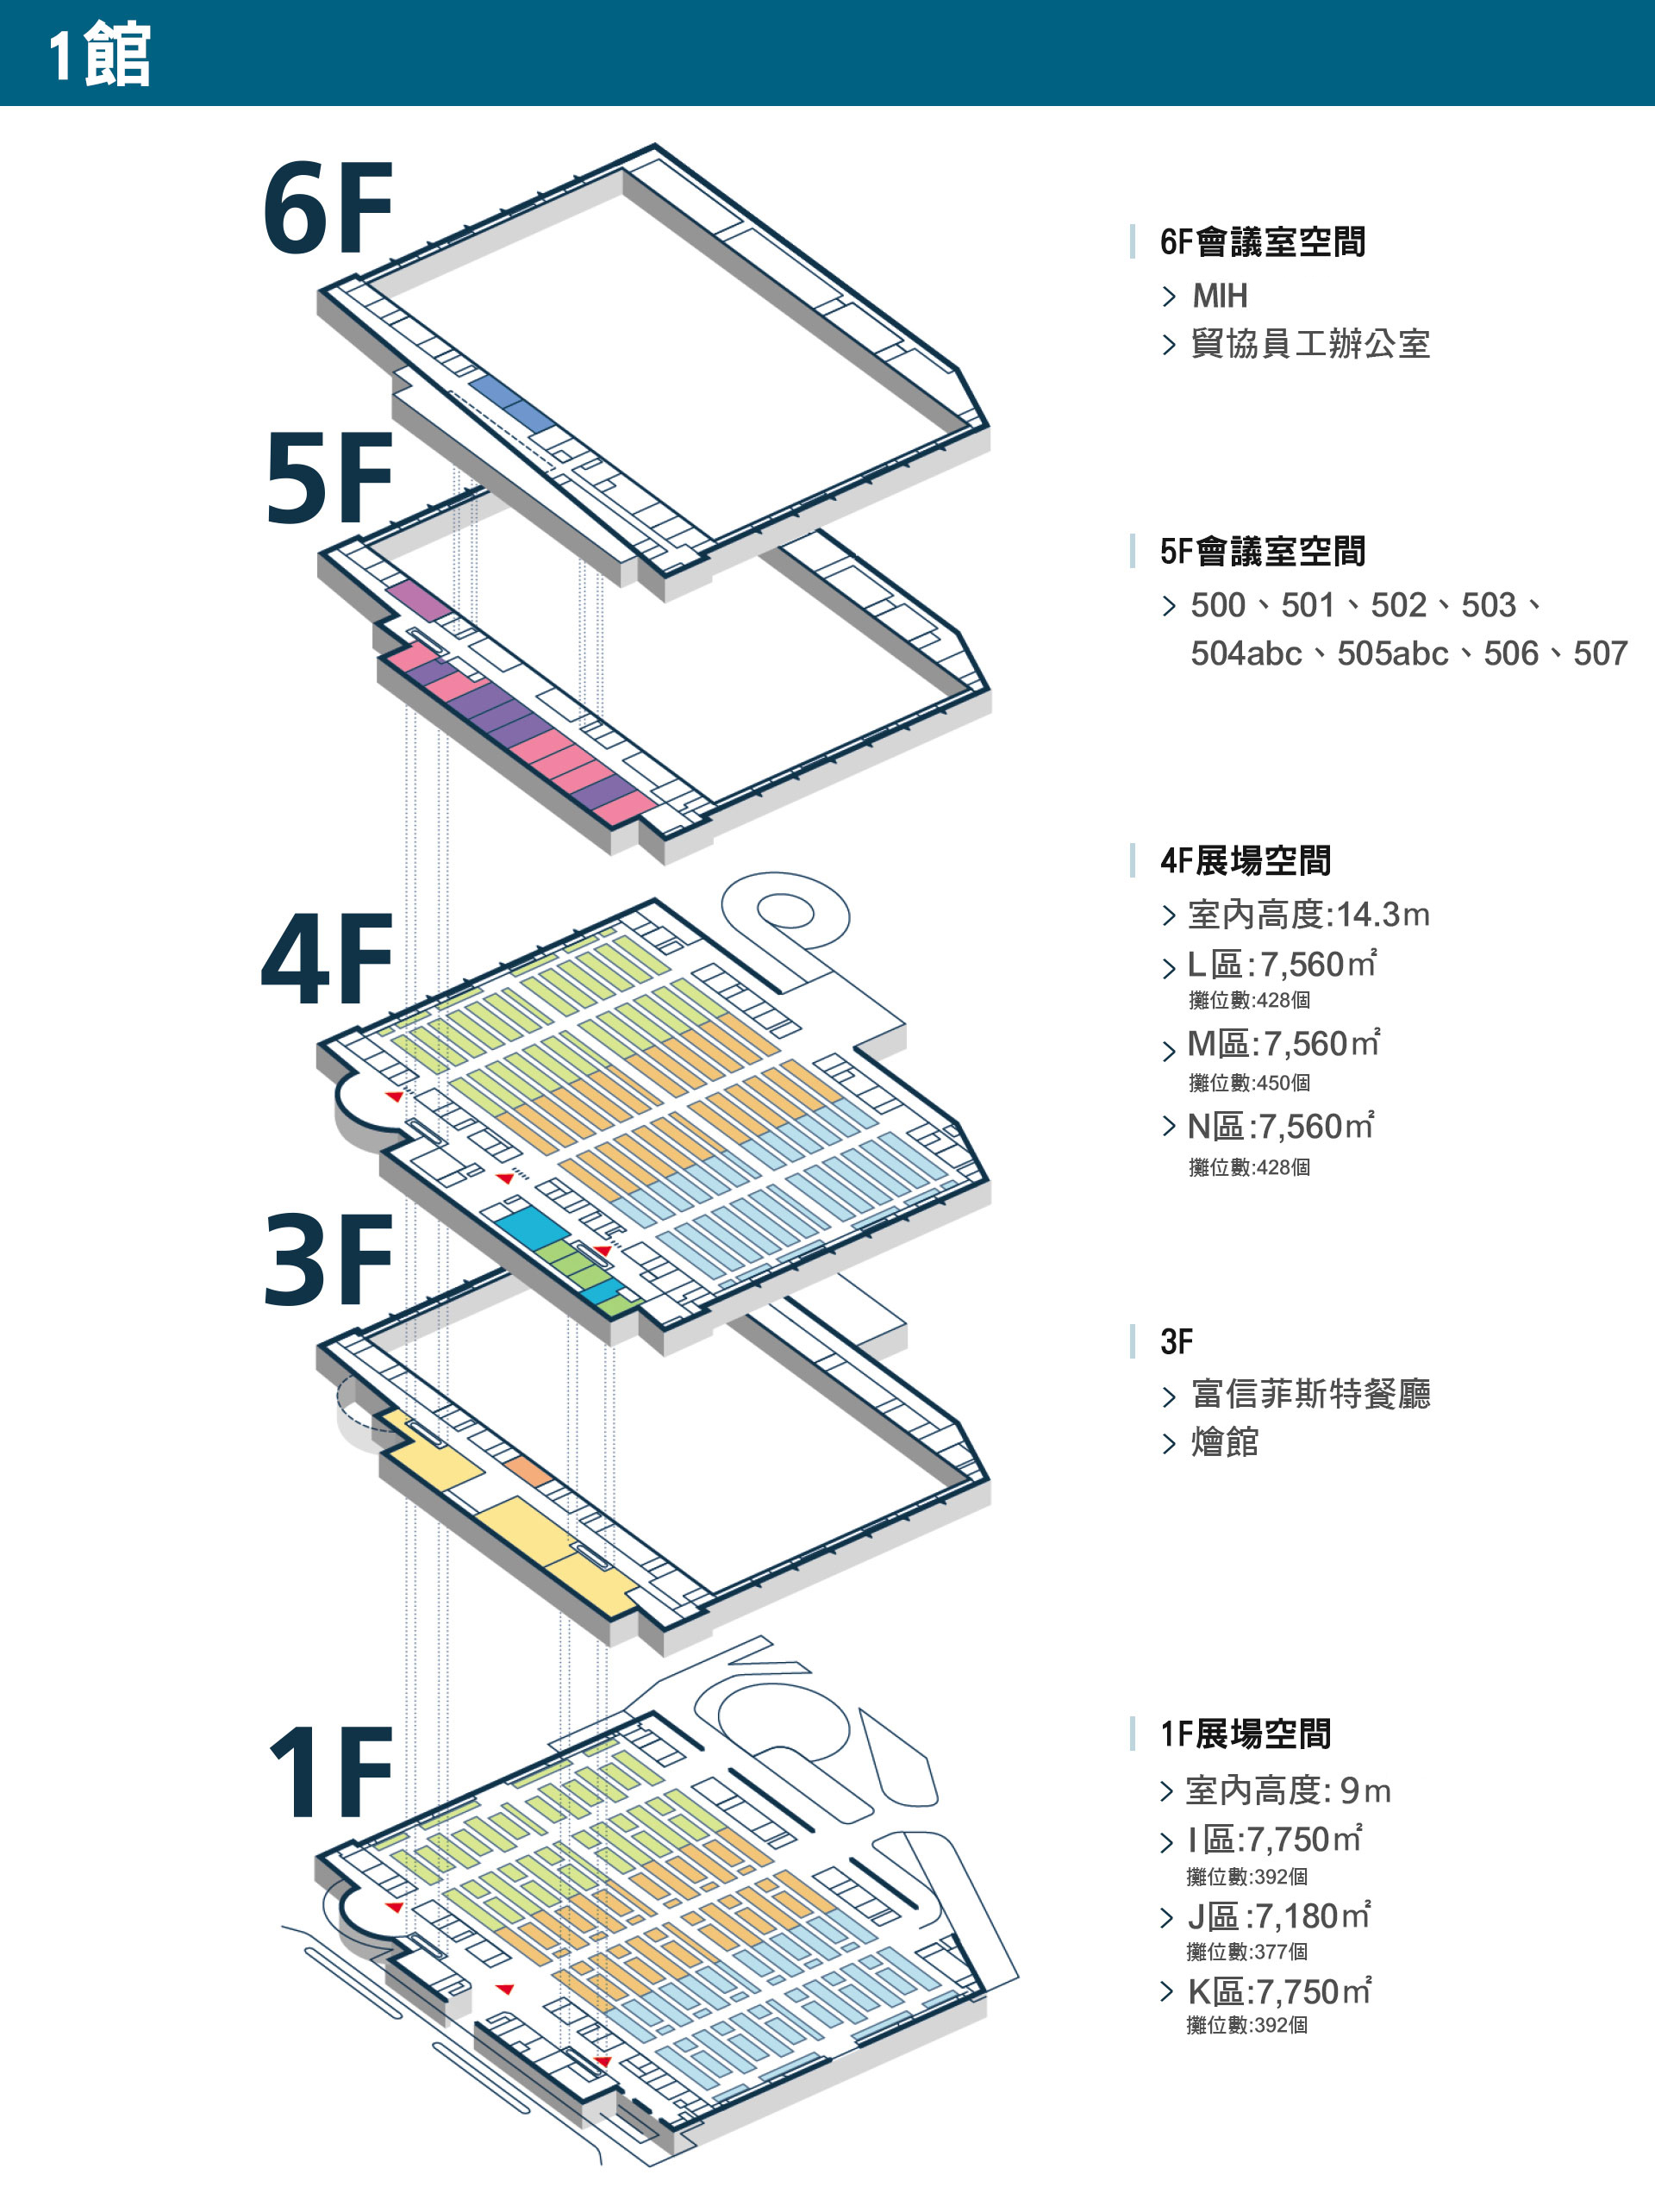 1館
6F
6F會議室空間
> MIH
> 貿協員工辦公室
5F
5F會議室空間
> 500、501、502、503、
504abc、505abc、506、507
4F
4F展場空間
> 室內高度:14.3m
> L區:7,560㎡
攤位數:428個
> M區:7,560㎡
攤位數:450個
> N區:7,560㎡
攤位數:428個
3F
3F
> 富信菲斯特餐廳
> 燴館
1F
1F展場空間
> 室內高度: 9m
> I區:7,750㎡
攤位數:392個
> J區:7,180㎡
攤位數:377個
> K區:7,750㎡
攤位數:392個